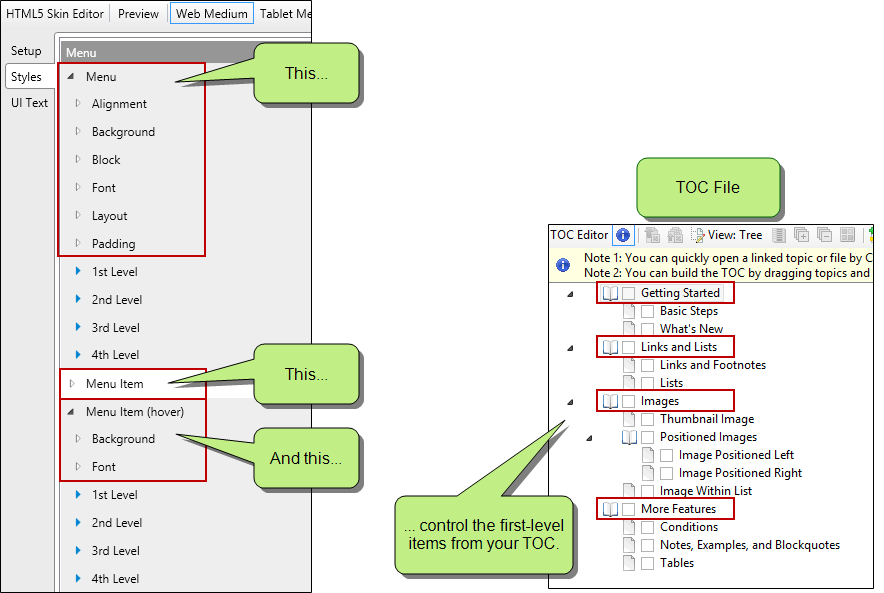 HTML5 Skin Editor Preview Web Medium Tablet Me
Setup
Styles
UI Text
Menu
Menu
Alignment
Background
Block
Font
Layout
Padding
1st Level
2nd Level
3rd Level
4th Level
Menu Item
Menu Item (hover)
Background
Font
1st Level
2nd Level
3rd Level
4th Level
This...
This...
And this...
... control the first-level
items from your TOC.
TOC File
TOC Editor View: Tree
Note 1: You can quickly open a linked topic or file by C
Note 2: You can build the TOC by dragging topics and
Getting Started
Basic Steps
What's New
Links and Lists
Links and Footnotes
Lists
Images
Thumbnail Image
Positioned Images
Image Positioned Left
Image Positioned Right
Image Within List
More Features
Conditions
Notes, Examples, and Blockquotes
Tables